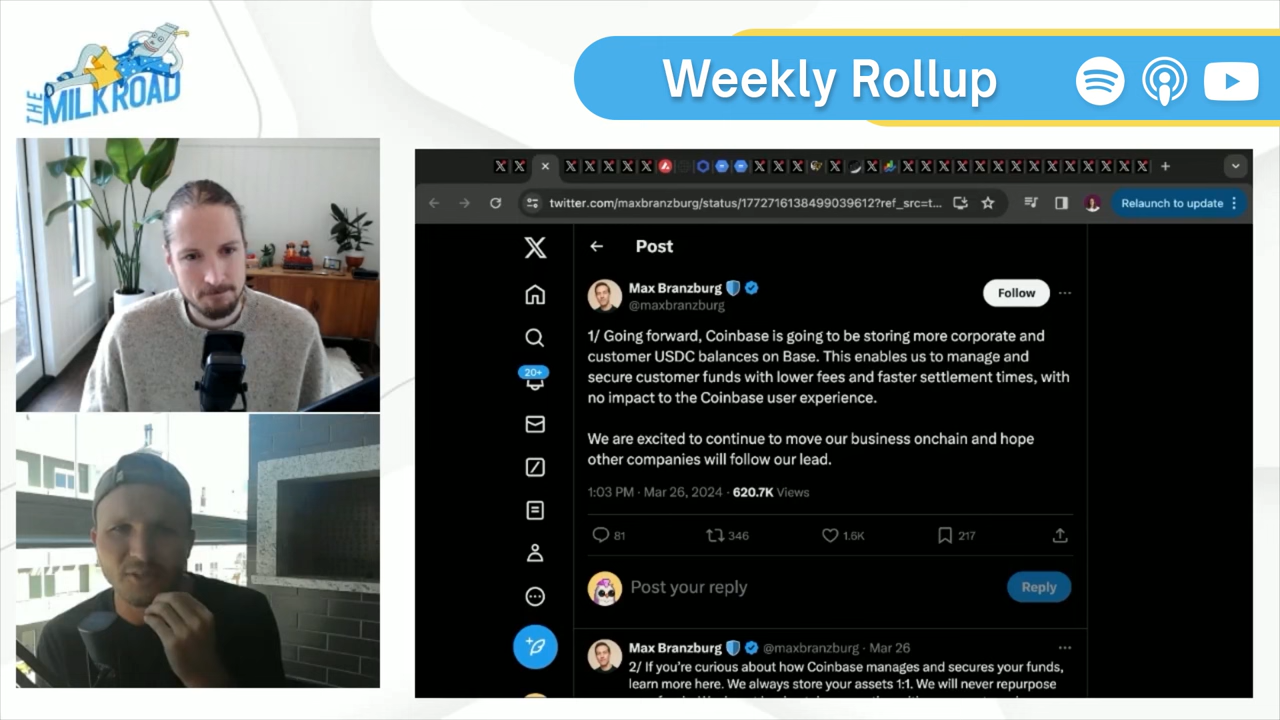 THE
MILK ROAD
Weekly Rollup
twitter.com/maxbranzburg/status/1772716138499039612?ref_src=t...
Relaunch to update
Post
Max Branzburg
@maxbranzburg
Follow
1/ Going forward, Coinbase is going to be storing more corporate and
customer USDC balances on Base. This enables us to manage and
secure customer funds with lower fees and faster settlement times, with
no impact to the Coinbase user experience.
We are excited to continue to move our business onchain and hope
other companies will follow our lead.
1:03 PM · Mar 26, 2024 · 620.7K Views
81 346 1.6K 217
20+
Post your reply
Reply
Max Branzburg @maxbranzburg · Mar 26
2/ If you're curious about how Coinbase manages and secures your funds,
learn more here. We always store your assets 1:1. We will never repurpose